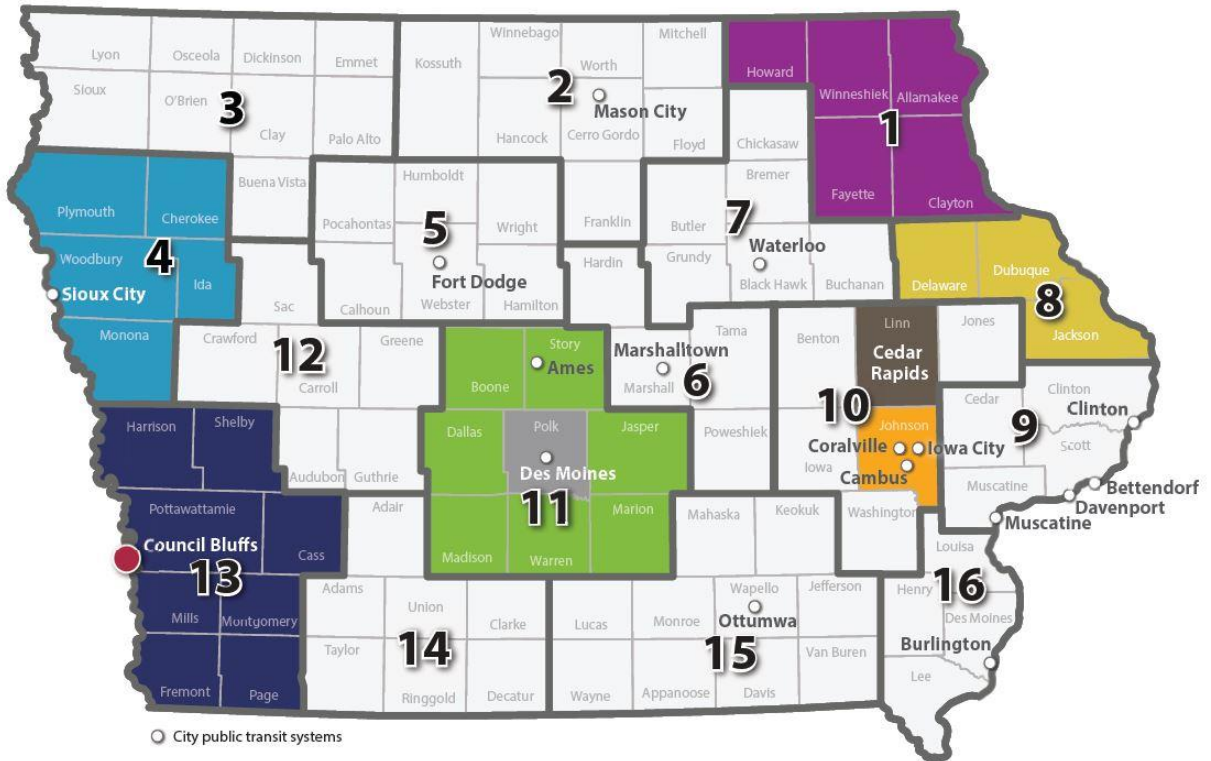 Lyon
Osceola
Dickinson
Emmet
Sioux
O'Brien
Clay
Palo Alto
3
Kossuth
Winnebago
Worth
Mitchell
2
Mason City
Hancock
Cerro Gordo
Floyd
Franklin
Howard
Winneshiek
Allamakee
1
Fayette
Clayton
Chickasaw
Bremer
Butler
7
Waterloo
Grundy
Black Hawk
Buchanan
Buena Vista
Plymouth
Cherokee
Woodbury
4
Ida
Sioux City
Monona
Pocahontas
Humboldt
Wright
5
Fort Dodge
Calhoun
Webster
Hamilton
Hardin
Delaware
Dubuque
8
Jackson
Sac
Crawford
12
Carroll
Greene
Audubon
Guthrie
Story
Ames
Boone
Dallas
Polk
Jasper
Des Moines
11
Marion
Madison
Warren
Tama
Marshalltown
Marshall
6
Poweshiek
Benton
Linn
Cedar
Rapids
Jones
10
Johnson
Coralville
Iowa City
Cambus
Iowa
Cedar
Clinton
Clinton
9
Scott
Muscatine
Bettendorf
Davenport
Muscatine
Harrison
Shelby
Pottawattamie
Council Bluffs
Cass
13
Mills
Montgomery
Fremont
Page
Adair
Adams
Union
Clarke
Taylor
14
Ringgold
Decatur
Mahaska
Keokuk
Washington
Wapello
Jefferson
Lucas
Monroe
Ottumwa
15
Van Buren
Wayne
Appanoose
Davis
Louisa
Henry
16
Des Moines
Burlington
Lee
City public transit systems